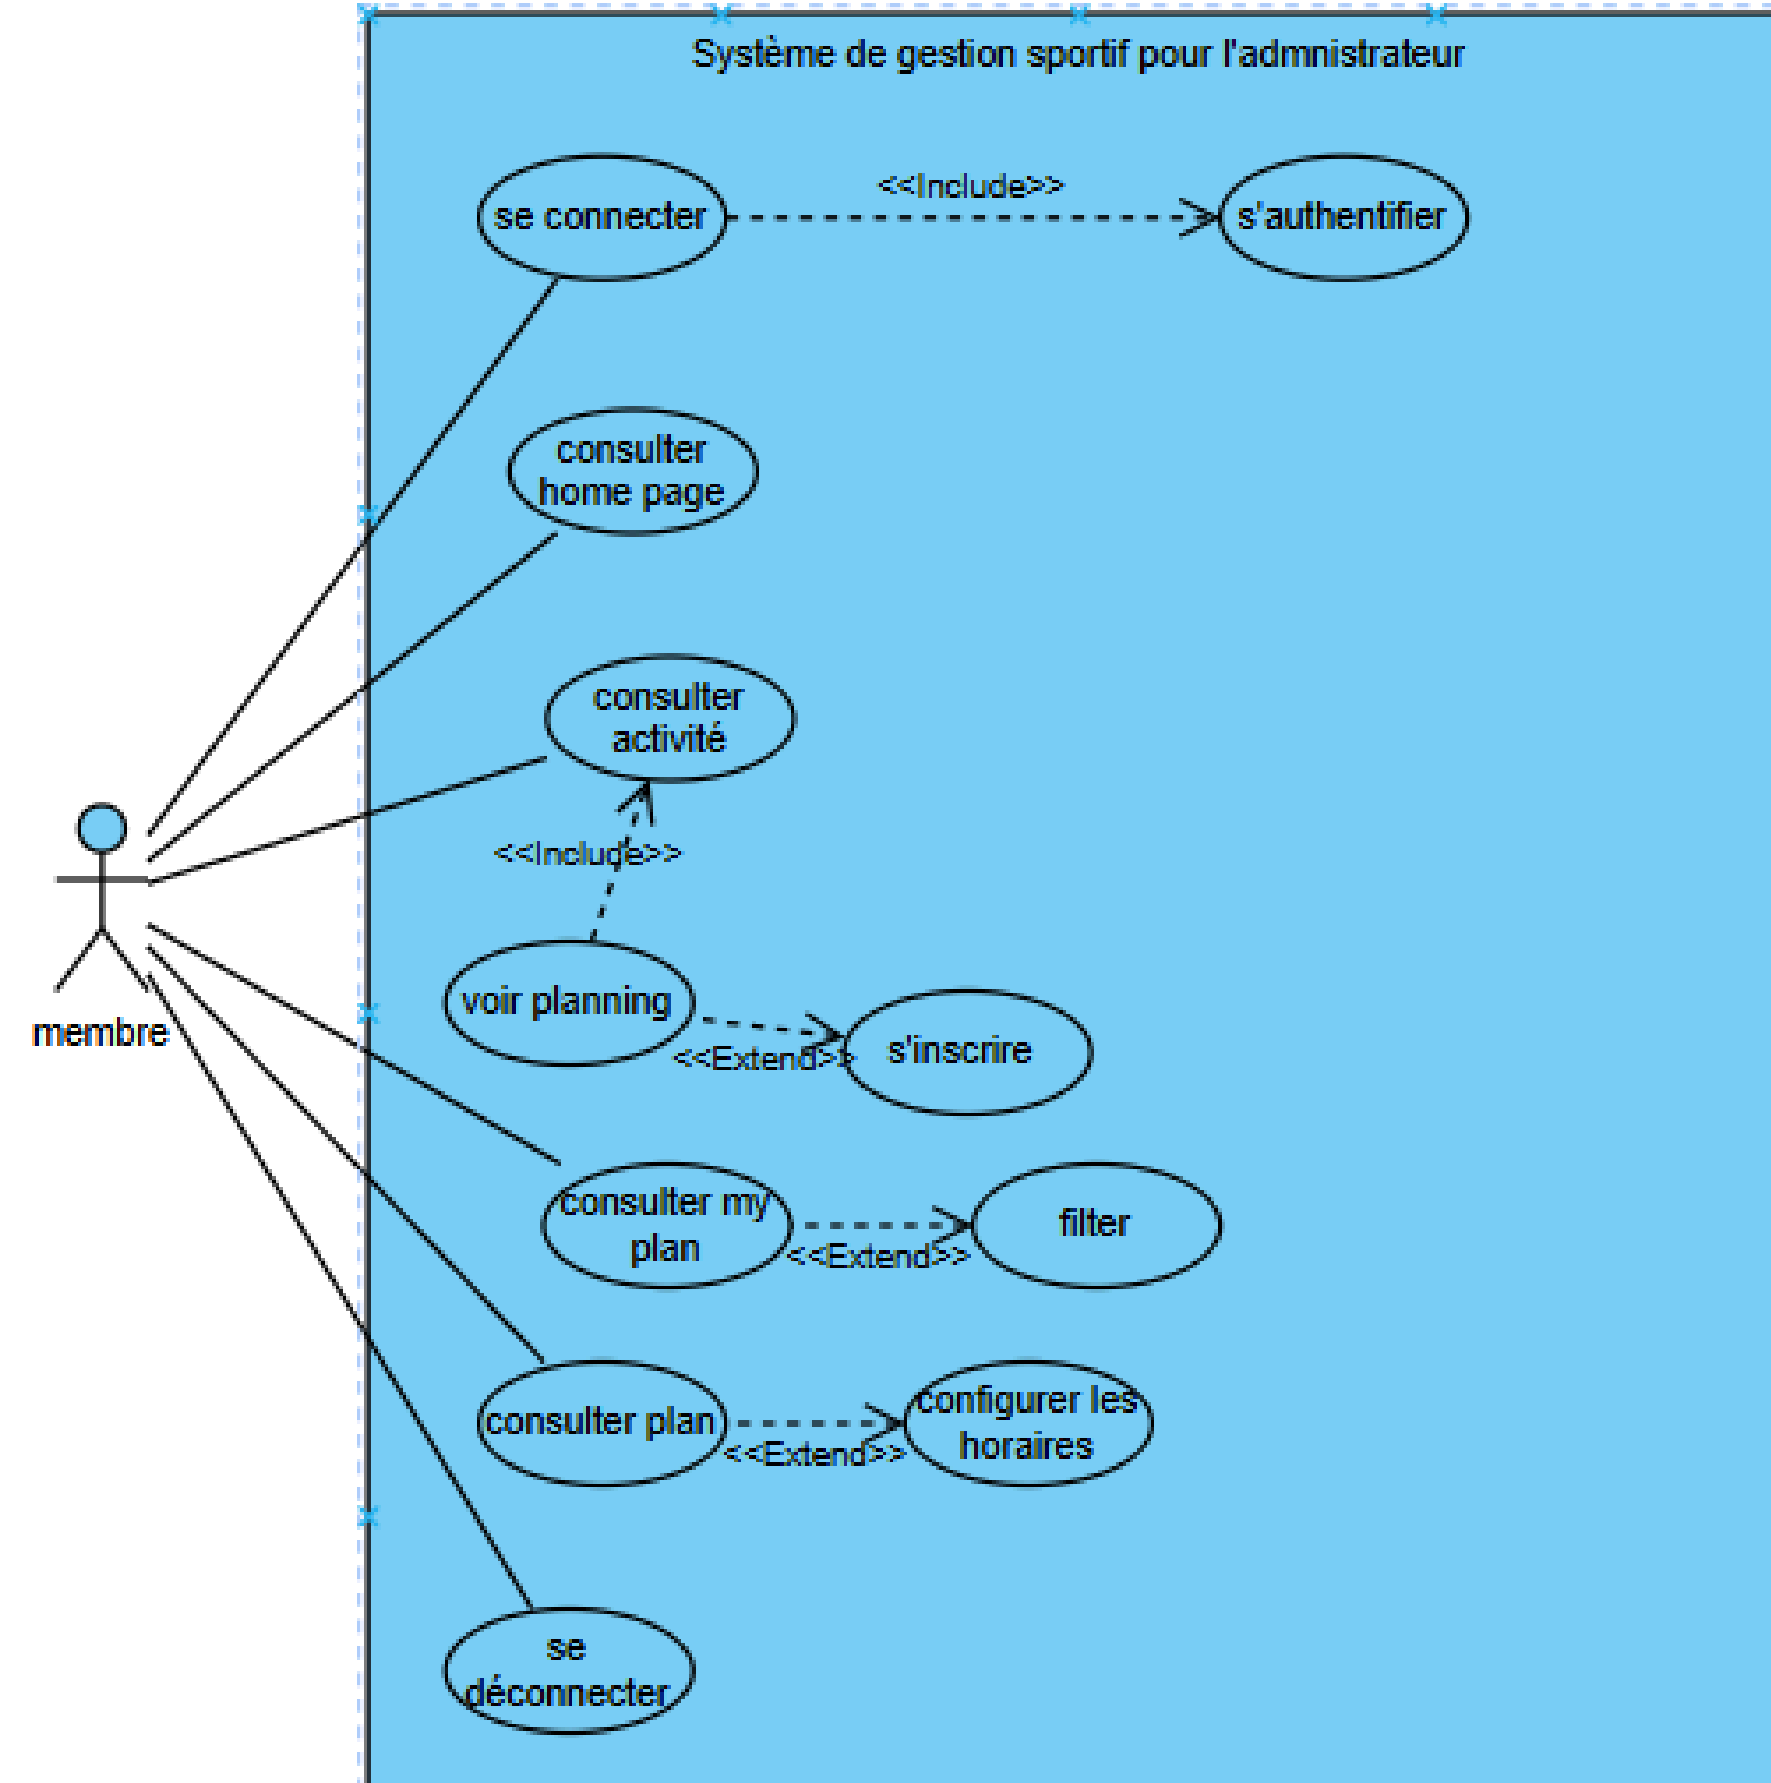 Système de gestion sportif pour l'admnistrateur
se connecter
<<Include>>
s'authentifier
consulter
home page
consulter
activité
<<Include>>
membre
voir planning
<<Extend>>
s'inscrire
consulter my
plan
<<Extend>>
filter
consulter plan
<<Extend>>
configurer les
horaires
se
déconnecter